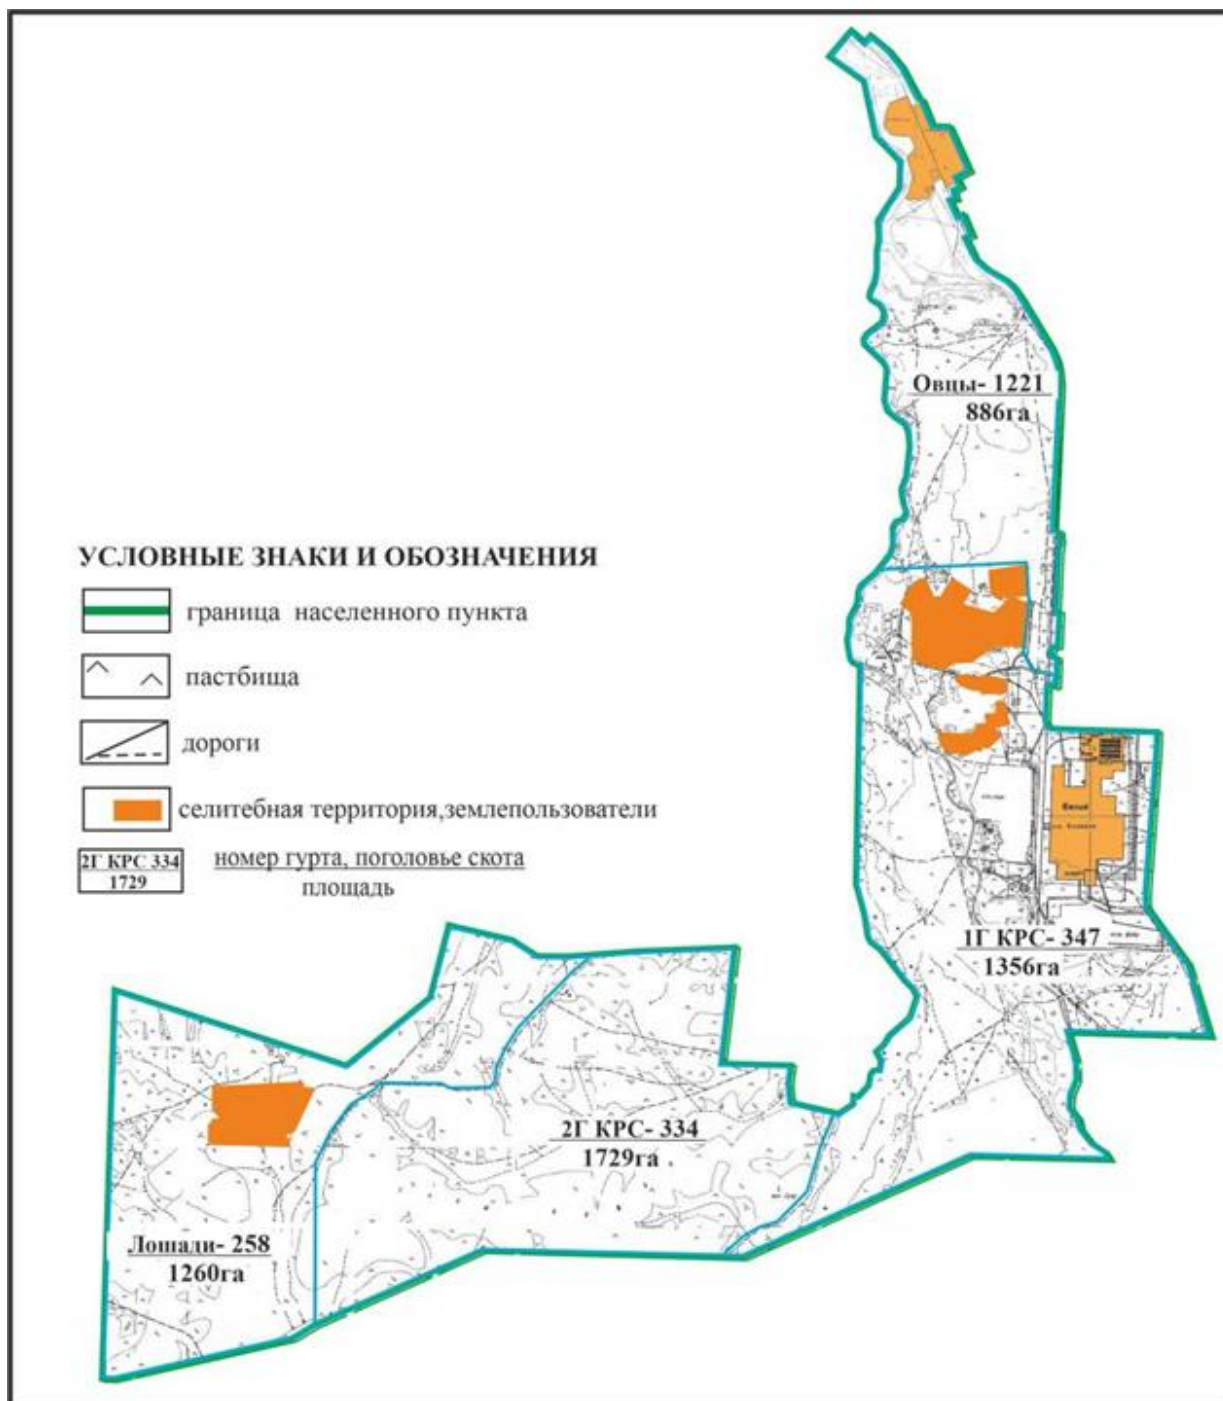 Овцы- 1221
886га
УСЛОВНЫЕ ЗНАКИ И ОБОЗНАЧЕНИЯ
граница населенного пункта
пастбища
дороги
селитебная территория,землепользователи
2Г КРС 334
1729
номер гурта, поголовье скота
площадь
1Г КРС- 347
1356га
2Г КРС- 334
1729га
Лошади- 258
1260га